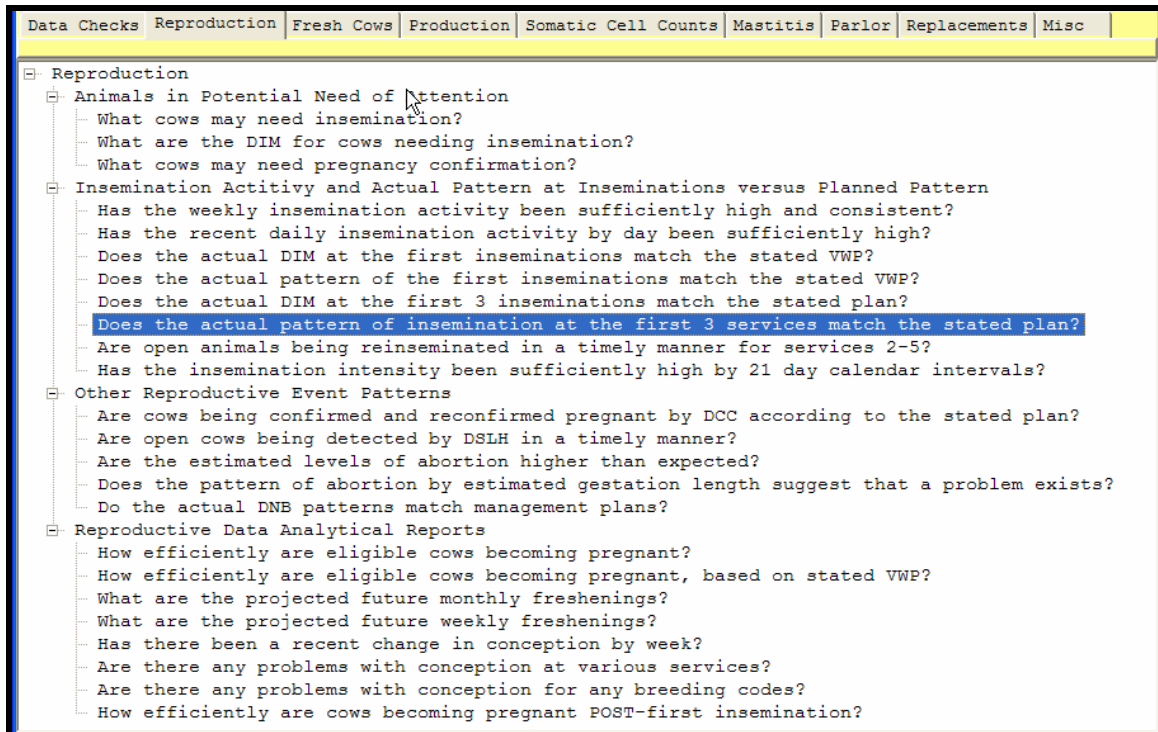 Data Checks Reproduction Fresh Cows Production Somatic Cell Counts Mastitis Parlor Replacements Misc
Reproduction
Animals in Potential Need of Attention
What cows may need insemination?
What are the DIM for cows needing insemination?
What cows may need pregnancy confirmation?
Insemination Actitivy and Actual Pattern at Inseminations versus Planned Pattern
Has the weekly insemination activity been sufficiently high and consistent?
Has the recent daily insemination activity by day been sufficiently high?
Does the actual DIM at the first inseminations match the stated VWP?
Does the actual pattern of the first inseminations match the stated VWP?
Does the actual DIM at the first 3 inseminations match the stated plan?
Does the actual pattern of insemination at the first 3 services match the stated plan?
Are open animals being reinseminated in a timely manner for services 2-5?
Has the insemination intensity been sufficiently high by 21 day calendar intervals?
Other Reproductive Event Patterns
Are cows being confirmed and reconfirmed pregnant by DCC according to the stated plan?
Are open cows being detected by DSLH in a timely manner?
Are the estimated levels of abortion higher than expected?
Does the pattern of abortion by estimated gestation length suggest that a problem exists?
Do the actual DNB patterns match management plans?
Reproductive Data Analytical Reports
How efficiently are eligible cows becoming pregnant?
How efficiently are eligible cows becoming pregnant, based on stated VWP?
What are the projected future monthly freshenings?
What are the projected future weekly freshenings?
Has there been a recent change in conception by week?
Are there any problems with conception at various services?
Are there any problems with conception for any breeding codes?
How efficiently are cows becoming pregnant POST-first insemination?